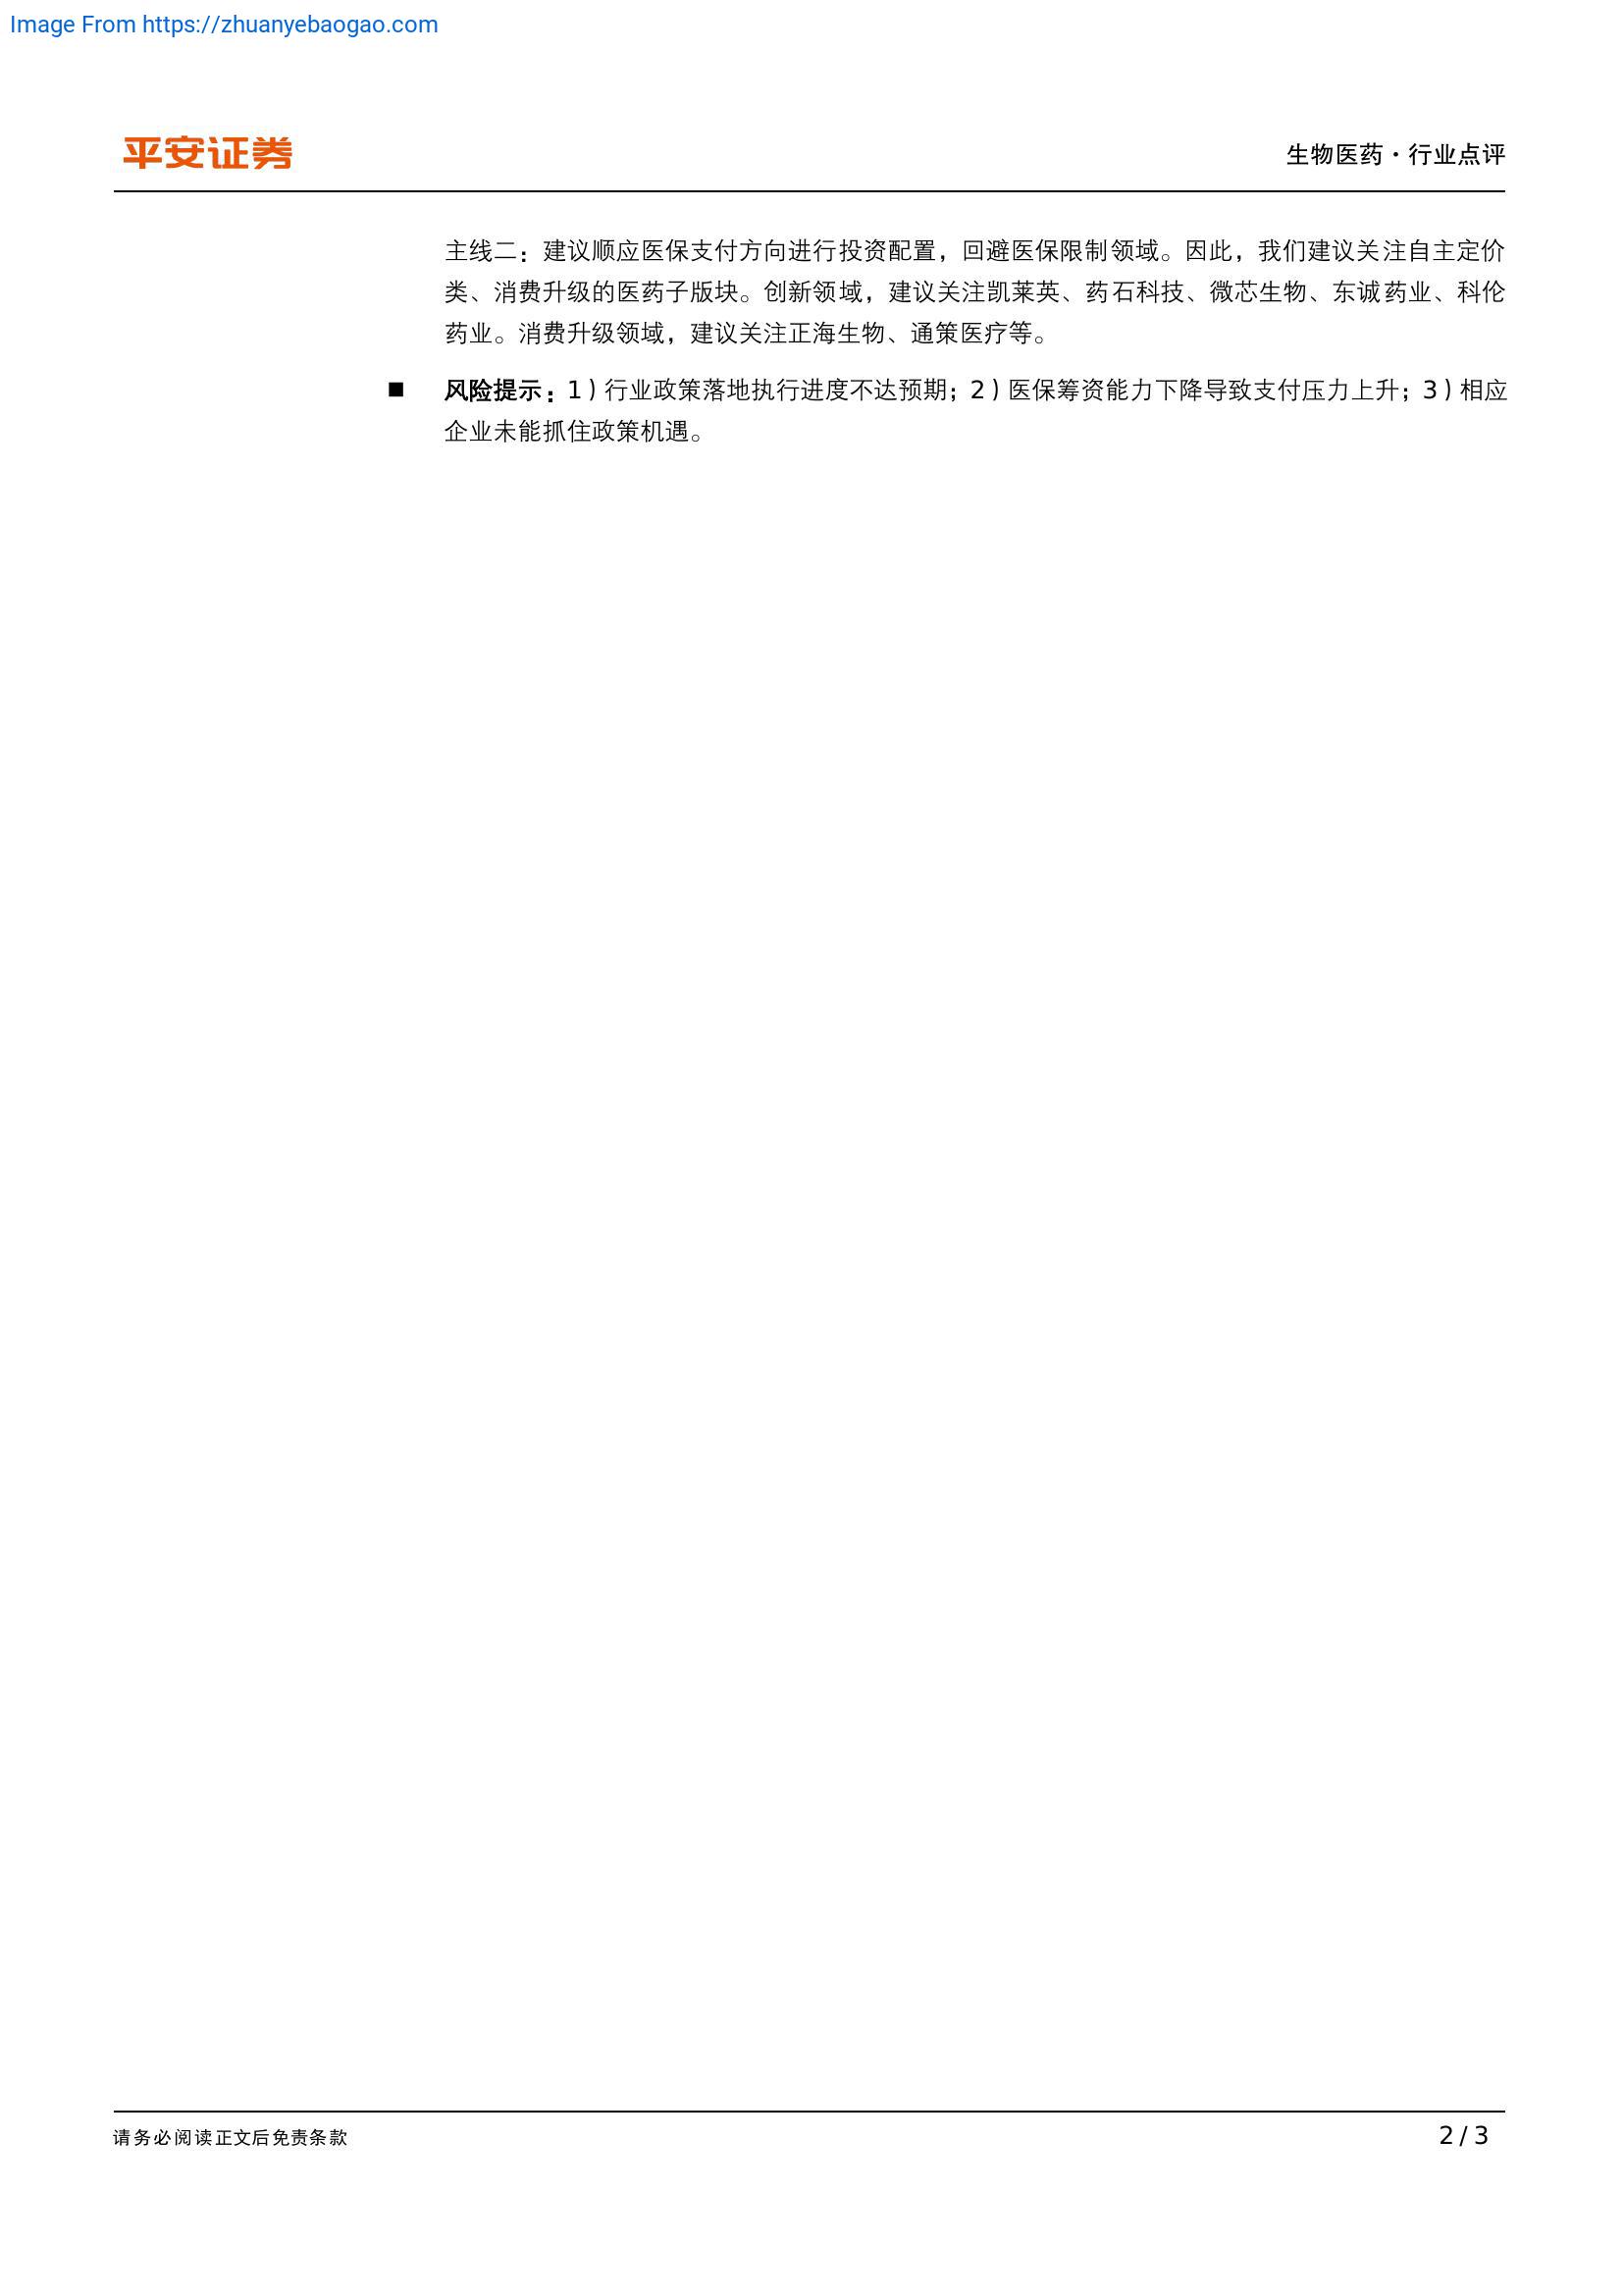 Image From https://zhuanyebaogao.com
平安证券
生物医药·行业点评
主线二：建议顺应医保支付方向进行投资配置，回避医保限制领域。因此，我们建议关注自主定价
类、消费升级的医药子版块。创新领域，建议关注凯莱英、药石科技、微芯生物、东诚药业、科伦
药业。消费升级领域，建议关注正海生物、通策医疗等。
■ 风险提示：1）行业政策落地执行进度不达预期；2）医保筹资能力下降导致支付压力上升；3）相应
企业未能抓住政策机遇。
请务必阅读正文后免责条款
2 / 3